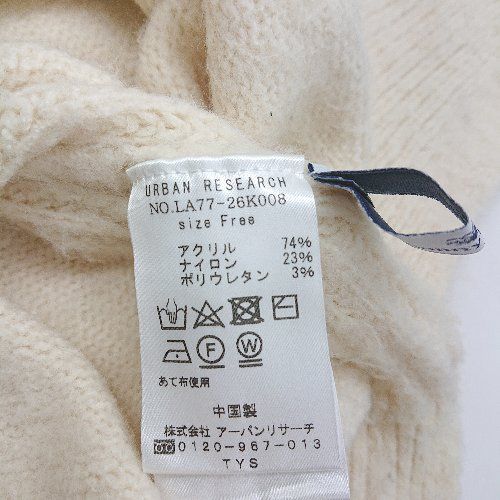 URBAN RESEARCH
NO.LA77-26K008
size Free
アクリル 74%
ナイロン 23%
ポリウレタン 3%
F W
あて布使用
中国製
株式会社 アーバンリサーチ
0120-967-013
TYS